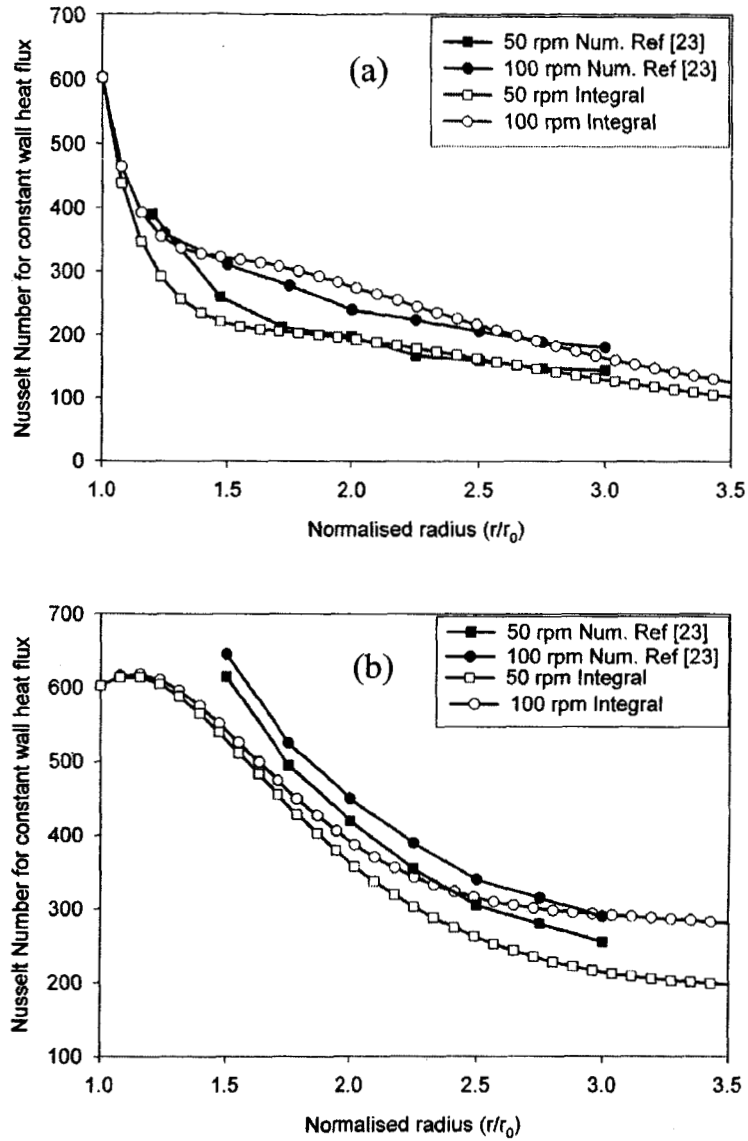 700
600
500
400
300
200
100
0
Nusselt Number for constant wall heat flux
(a)
50 rpm Num. Ref [23]
100 rpm Num. Ref [23]
50 rpm Integral
100 rpm Integral
1.0 1.5 2.0 2.5 3.0 3.5
Normalised radius (r/r0)
700
600
500
400
300
200
100
Nusselt Number for constant wall heat flux
(b)
50 rpm Num. Ref [23]
100 rpm Num. Ref [23]
50 rpm Integral
100 rpm Integral
1.0 1.5 2.0 2.5 3.0 3.5
Normalised radius (r/r0)